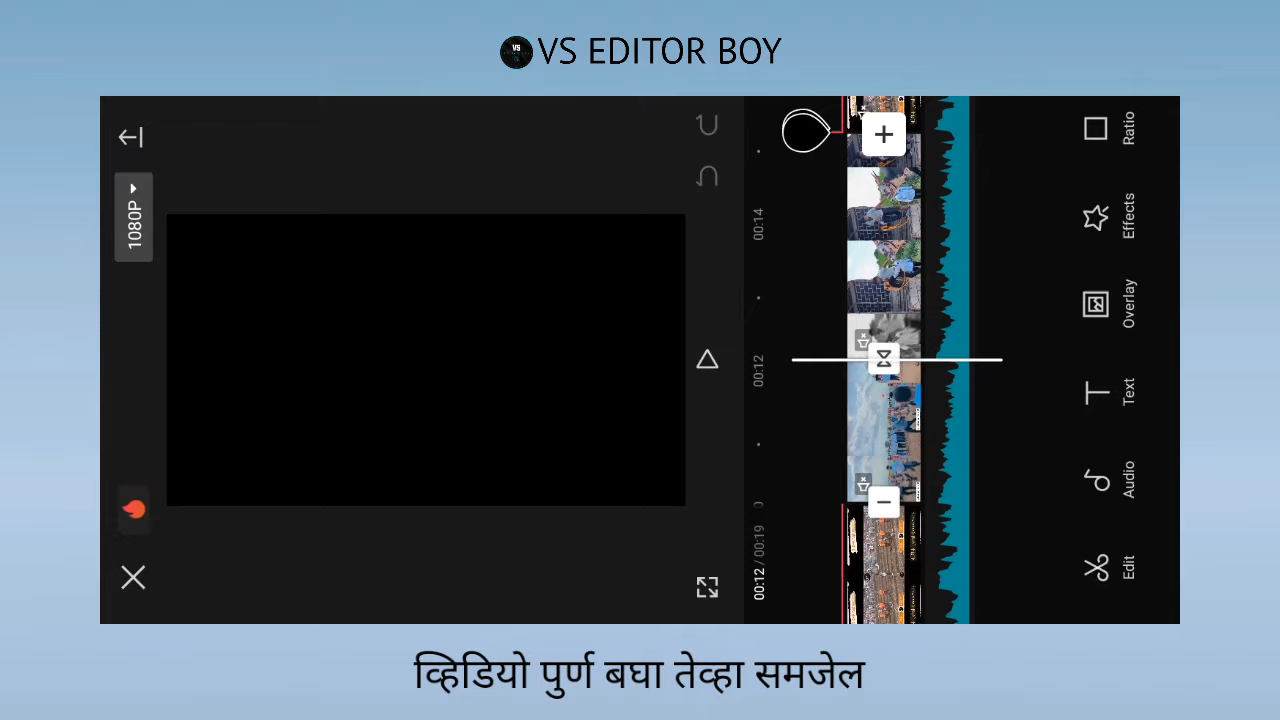 VS EDITOR BOY
1080P
00:12 / 00:19
00:12
00:14
Edit
Audio
Text
Overlay
Effects
Ratio
व्हिडियो पुर्ण बघा तेव्हा समजेल